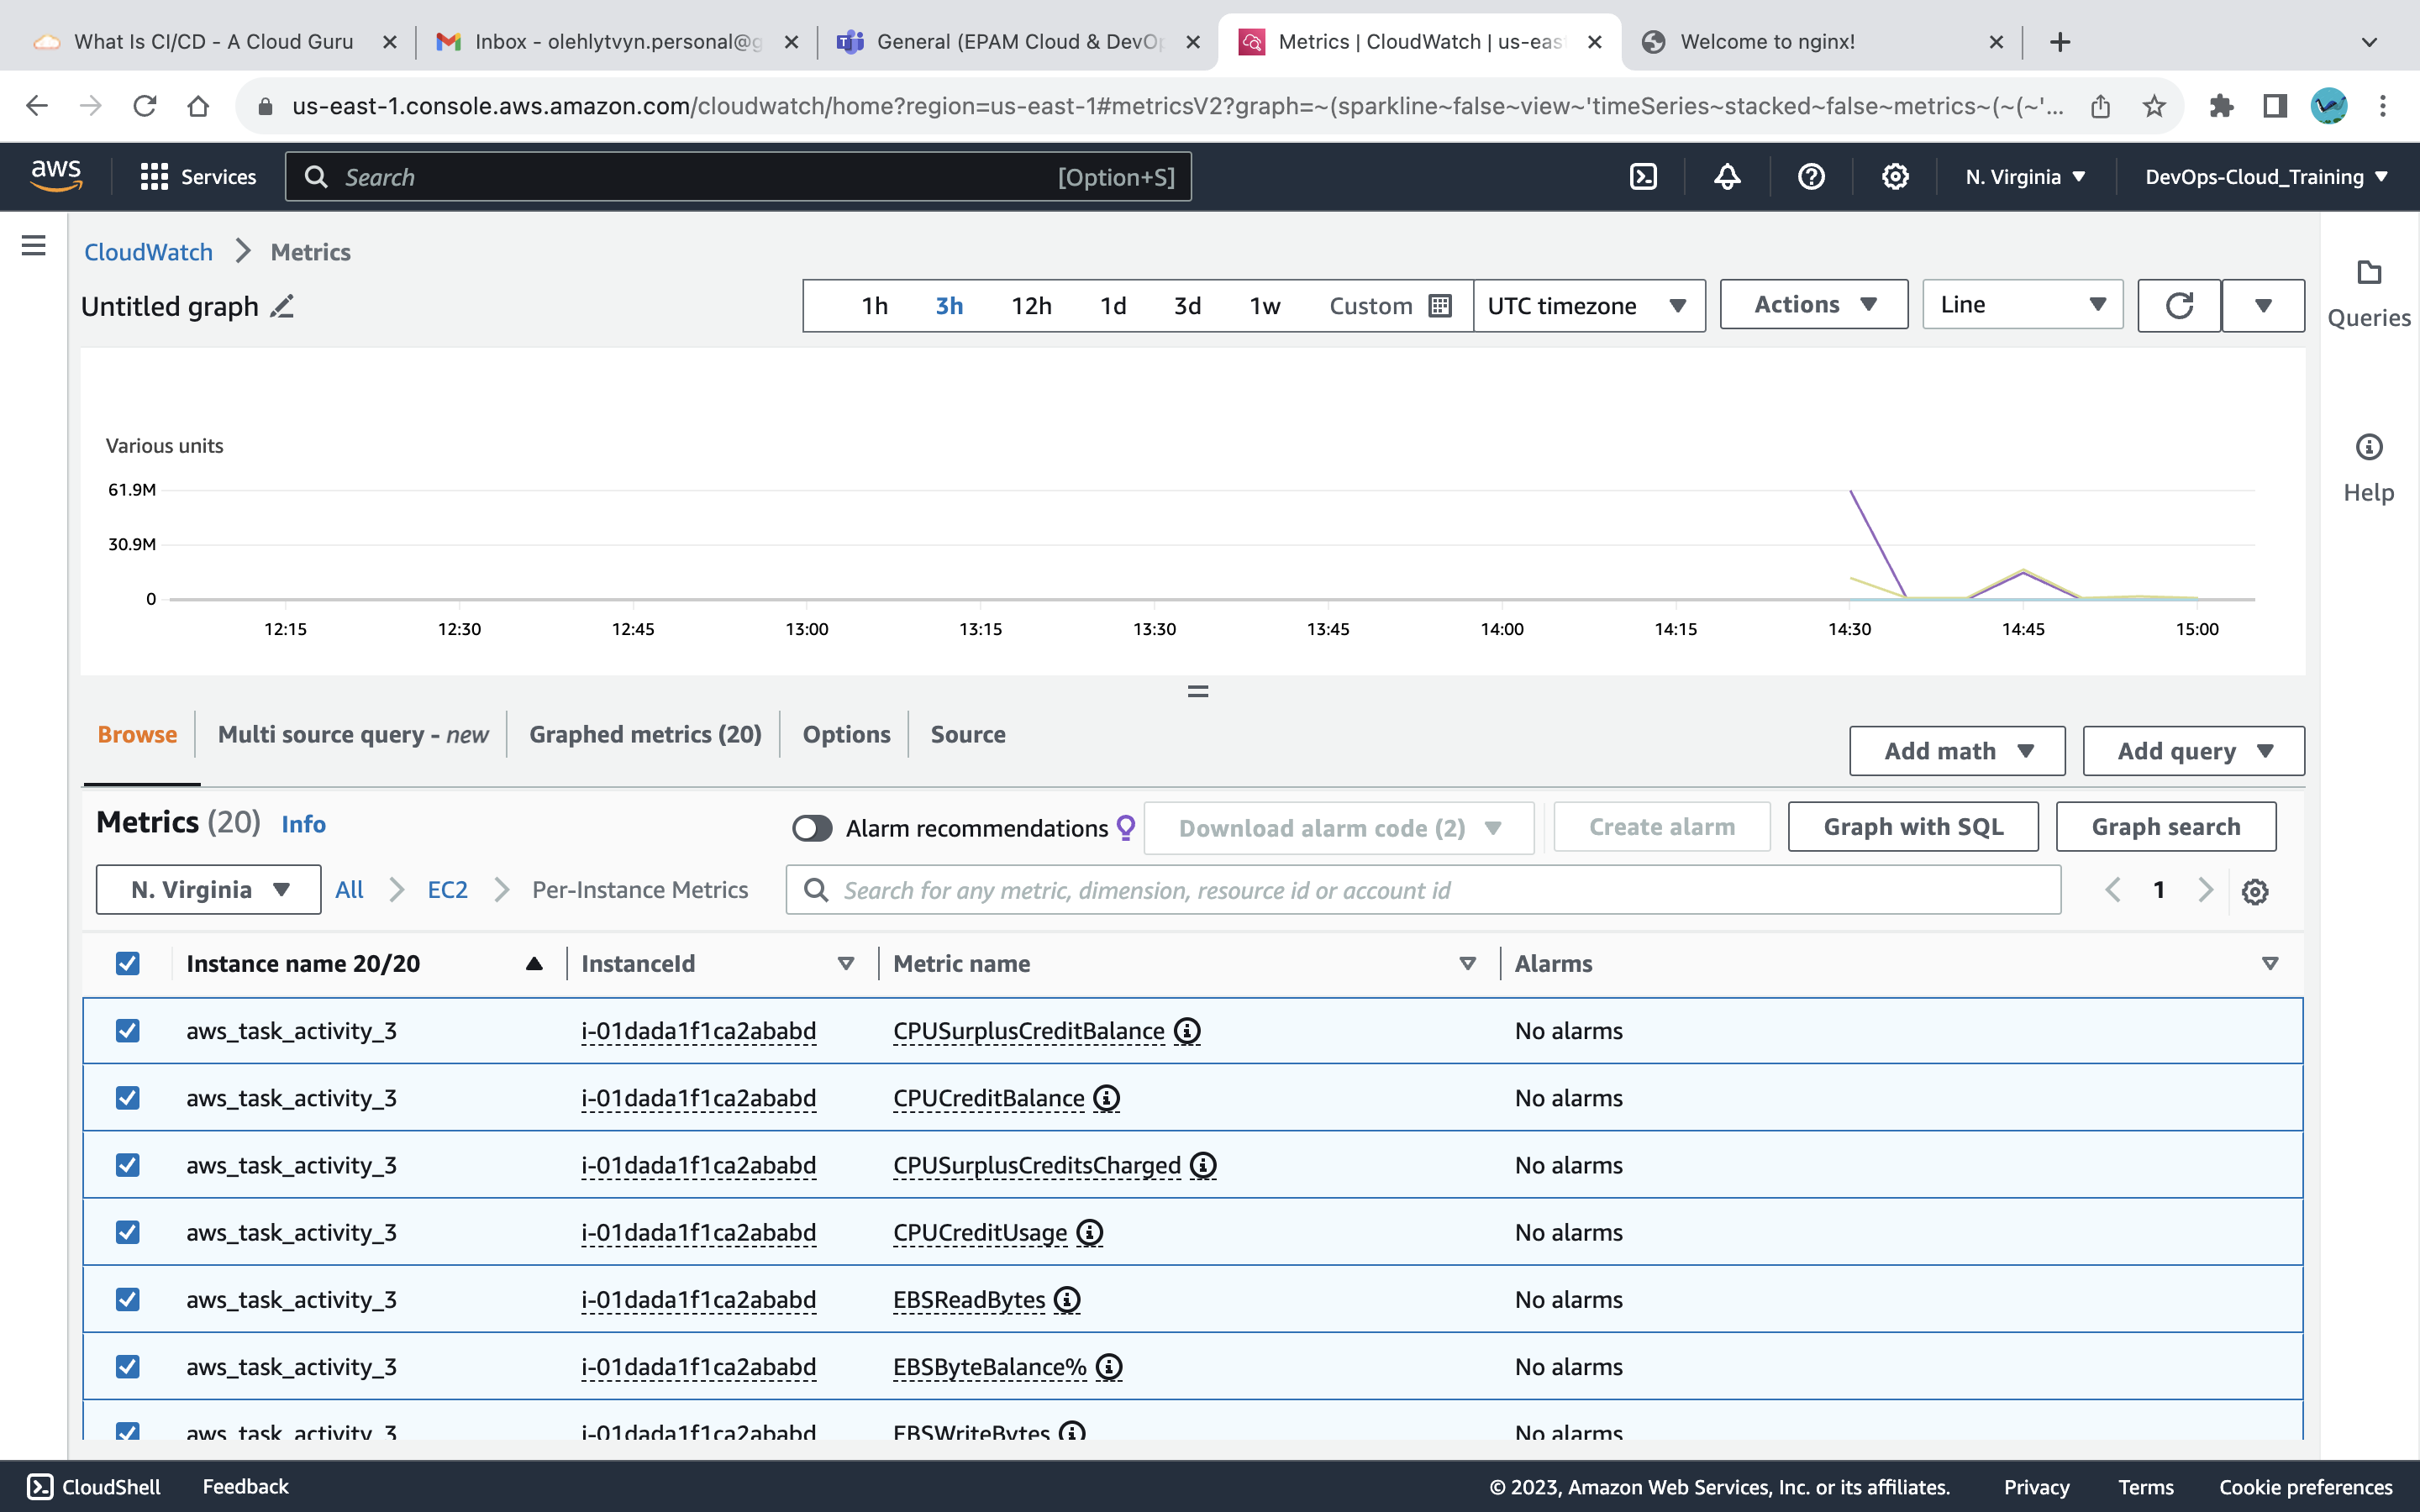 What Is CI/CD - A Cloud Guru
Inbox - olehlytvyn.personal@g
General (EPAM Cloud & DevOp
Metrics | CloudWatch | us-eas
Welcome to nginx!
us-east-1.console.aws.amazon.com/cloudwatch/home?region=us-east-1#metricsV2?graph=~(sparkline~false~view~'timeSeries~stacked~false~metrics~(~(~'...
aws
Services
Search
[Option+S]
N. Virginia
DevOps-Cloud_Training
CloudWatch
Metrics
Untitled graph
1h 3h 12h 1d 3d 1w Custom
UTC timezone
Actions
Line
Queries
Help
Various units
61.9M
30.9M
0
12:15 12:30 12:45 13:00 13:15 13:30 13:45 14:00 14:15 14:30 14:45 15:00
Browse
Multi source query - new
Graphed metrics (20)
Options
Source
Add math
Add query
Metrics (20) Info
Alarm recommendations
Download alarm code (2)
Create alarm
Graph with SQL
Graph search
N. Virginia
All
EC2
Per-Instance Metrics
Search for any metric, dimension, resource id or account id
1
Instance name 20/20 InstanceId Metric name Alarms
aws_task_activity_3 i-01dada1f1ca2ababd CPUSurplusCreditBalance No alarms
aws_task_activity_3 i-01dada1f1ca2ababd CPUCreditBalance No alarms
aws_task_activity_3 i-01dada1f1ca2ababd CPUSurplusCreditsCharged No alarms
aws_task_activity_3 i-01dada1f1ca2ababd CPUCreditUsage No alarms
aws_task_activity_3 i-01dada1f1ca2ababd EBSReadBytes No alarms
aws_task_activity_3 i-01dada1f1ca2ababd EBSByteBalance% No alarms
aws_task_activity_3 i-01dada1f1ca2ababd EBSWriteBytes No alarms
CloudShell
Feedback
© 2023, Amazon Web Services, Inc. or its affiliates.
Privacy
Terms
Cookie preferences